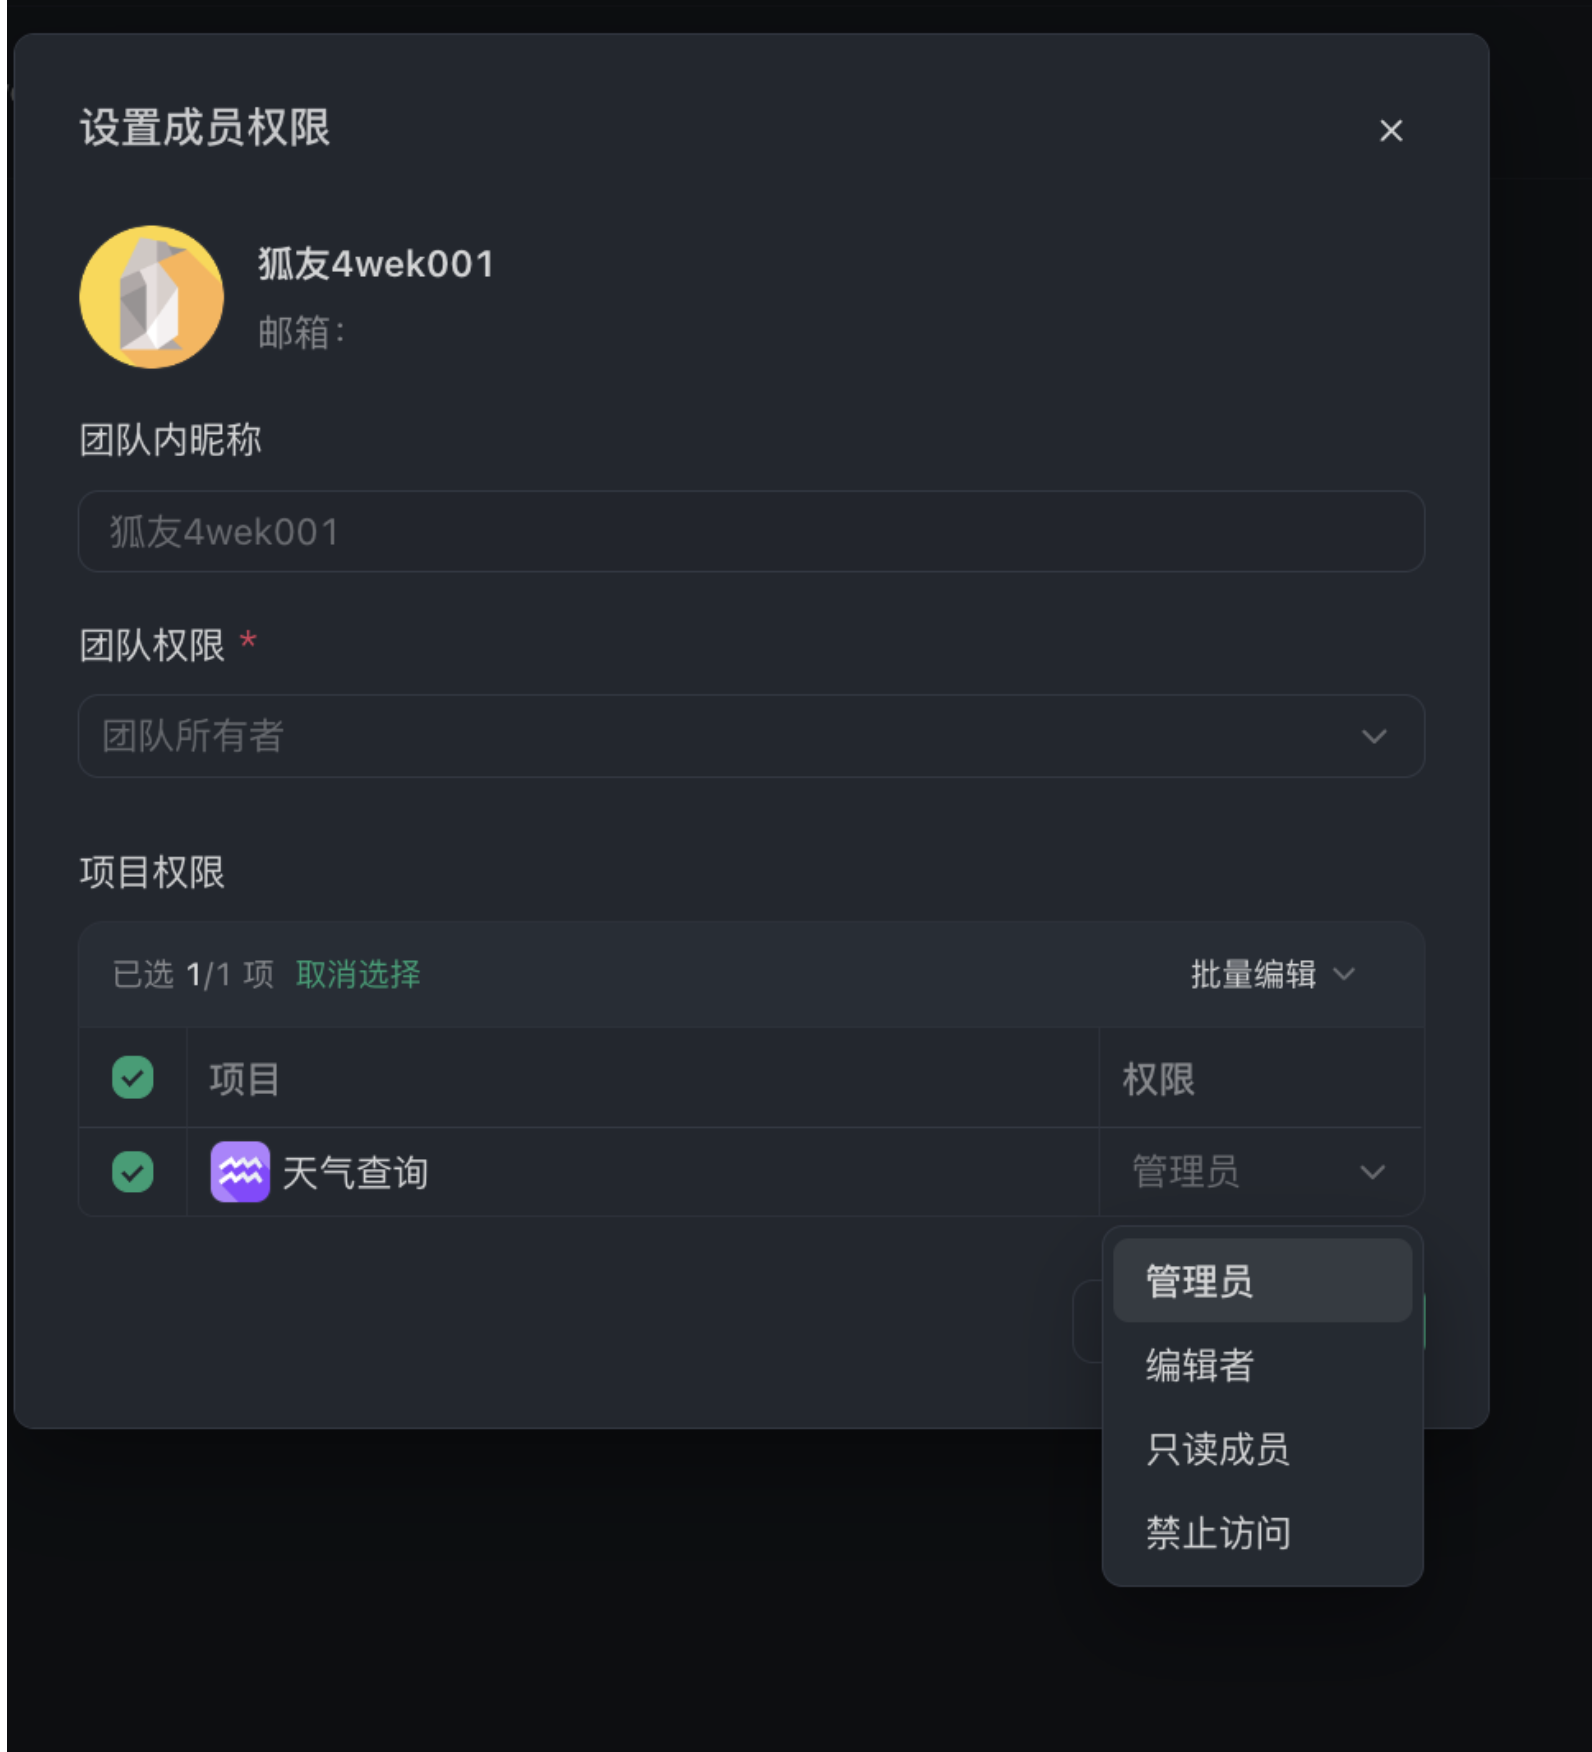 设置成员权限
狐友4wek001
邮箱：
团队内昵称
狐友4wek001
团队权限 *
团队所有者
项目权限
已选 1/1 项 取消选择 批量编辑
项目 权限
天气查询 管理员
管理员
编辑者
只读成员
禁止访问